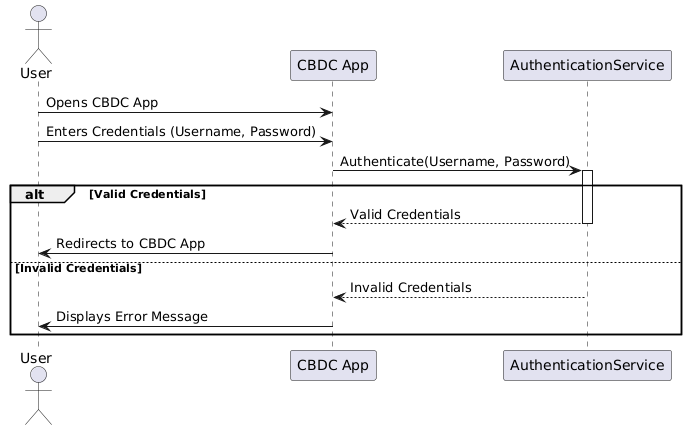 User
CBDC App
AuthenticationService
Opens CBDC App
Enters Credentials (Username, Password)
Authenticate(Username, Password)
alt
[Valid Credentials]
Valid Credentials
Redirects to CBDC App
[Invalid Credentials]
Invalid Credentials
Displays Error Message
User
CBDC App
AuthenticationService